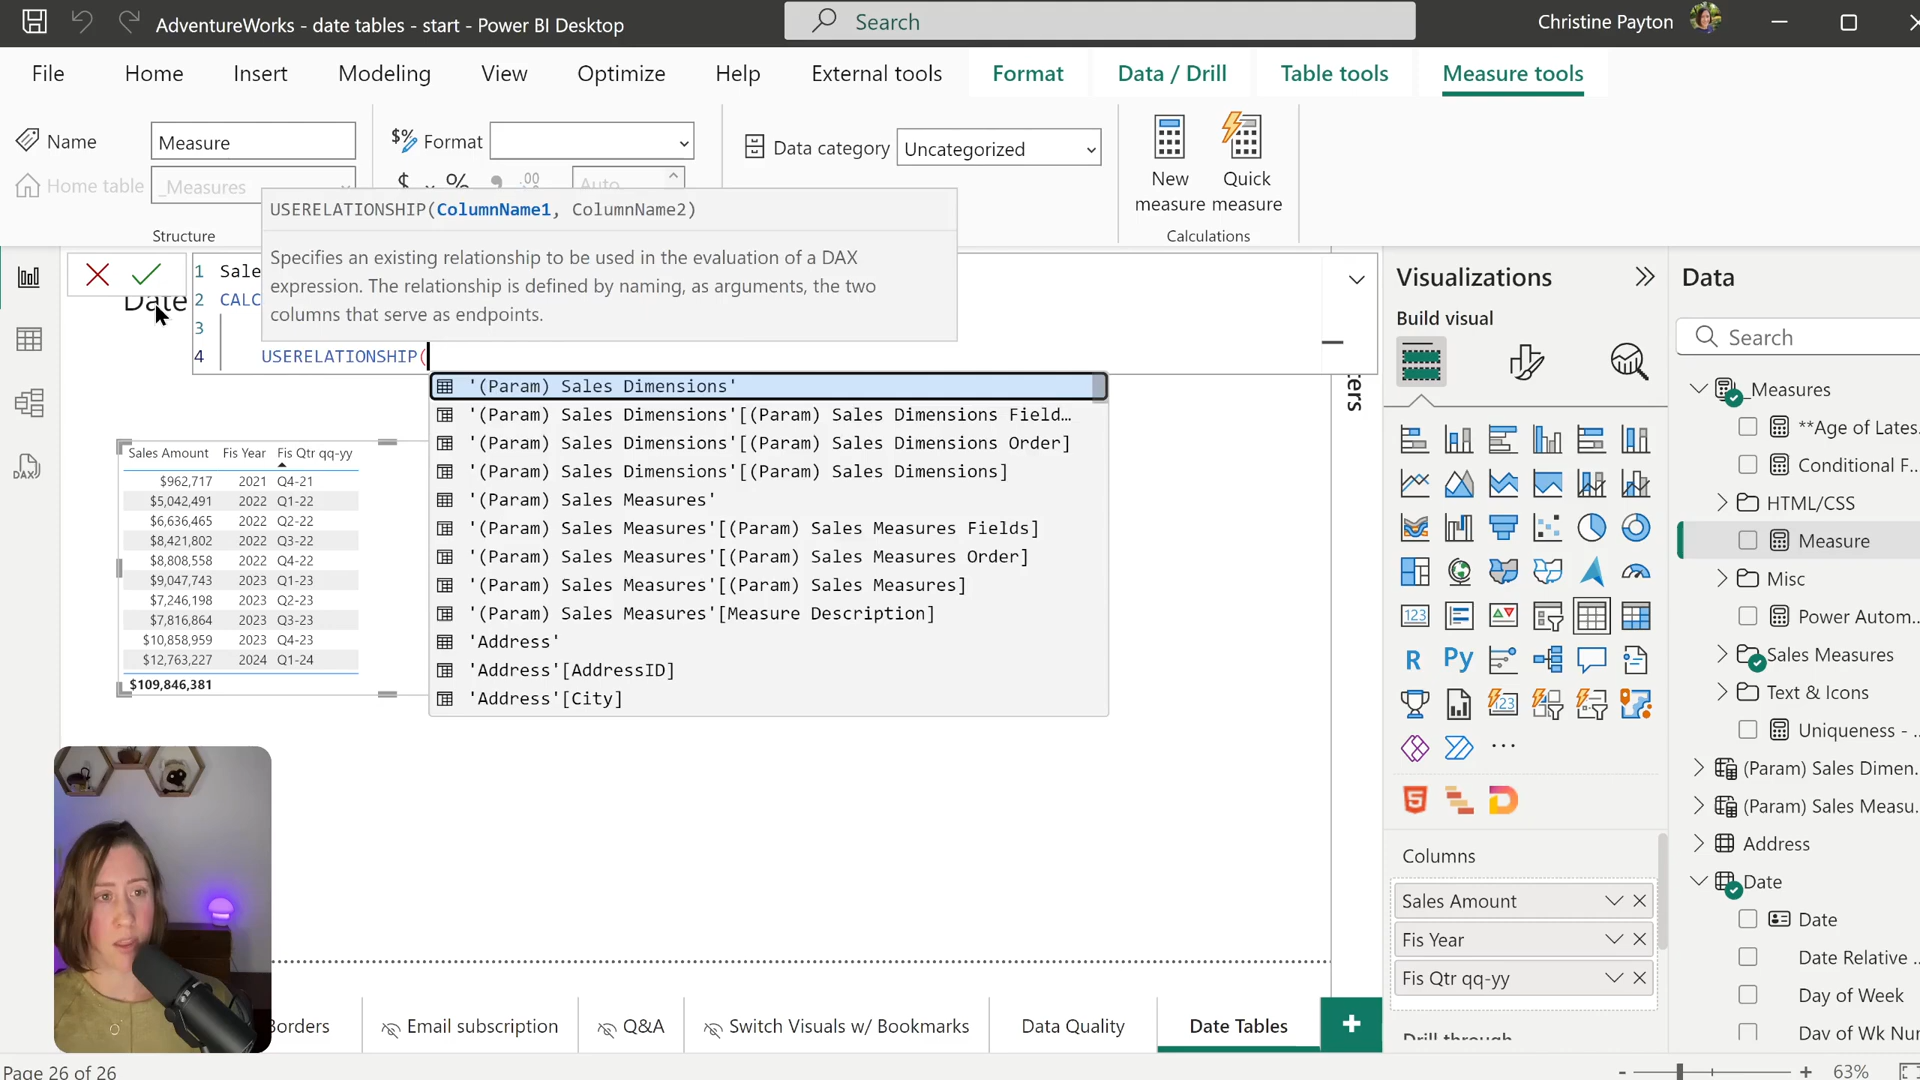 AdventureWorks - date tables - start - Power BI Desktop
Search
Christine Payton
File Home Insert Modeling View Optimize Help External tools Format Data / Drill Table tools Measure tools
Name Measure
Home table _Measures
Structure
$% Format
$ % 9 .00 Auto
Data category Uncategorized
New measure
Quick measure
Calculations
USERELATIONSHIP(ColumnName1, ColumnName2)
Specifies an existing relationship to be used in the evaluation of a DAX
expression. The relationship is defined by naming, as arguments, the two
columns that serve as endpoints.
Date
1 Sale
2 CALC
3
4 USERELATIONSHIP(
'(Param) Sales Dimensions'
'(Param) Sales Dimensions'[(Param) Sales Dimensions Field…
'(Param) Sales Dimensions'[(Param) Sales Dimensions Order]
'(Param) Sales Dimensions'[(Param) Sales Dimensions]
'(Param) Sales Measures'
'(Param) Sales Measures'[(Param) Sales Measures Fields]
'(Param) Sales Measures'[(Param) Sales Measures Order]
'(Param) Sales Measures'[(Param) Sales Measures]
'(Param) Sales Measures'[Measure Description]
'Address'
'Address'[AddressID]
'Address'[City]
Sales Amount Fis Year Fis Qtr qq-yy
$962,717 2021 Q4-21
$5,042,491 2022 Q1-22
$6,636,465 2022 Q2-22
$8,421,802 2022 Q3-22
$8,808,558 2022 Q4-22
$9,047,743 2023 Q1-23
$7,246,198 2023 Q2-23
$7,816,864 2023 Q3-23
$10,858,959 2023 Q4-23
$12,763,227 2024 Q1-24
$109,846,381
DAX
ters
Visualizations
Build visual
123
R Py
123
...
Columns
Sales Amount
Fis Year
Fis Qtr qq-yy
Drill through
Data
Search
_Measures
**Age of Lates...
Conditional F...
HTML/CSS
Measure
Misc
Power Autom...
Sales Measures
Text & Icons
Uniqueness - ...
(Param) Sales Dimen...
(Param) Sales Measu...
Address
Date
Date
Date Relative ...
Day of Week
Day of Wk Nur
Borders
Email subscription
Q&A
Switch Visuals w/ Bookmarks
Data Quality
Date Tables
+
Page 26 of 26
- + 63%